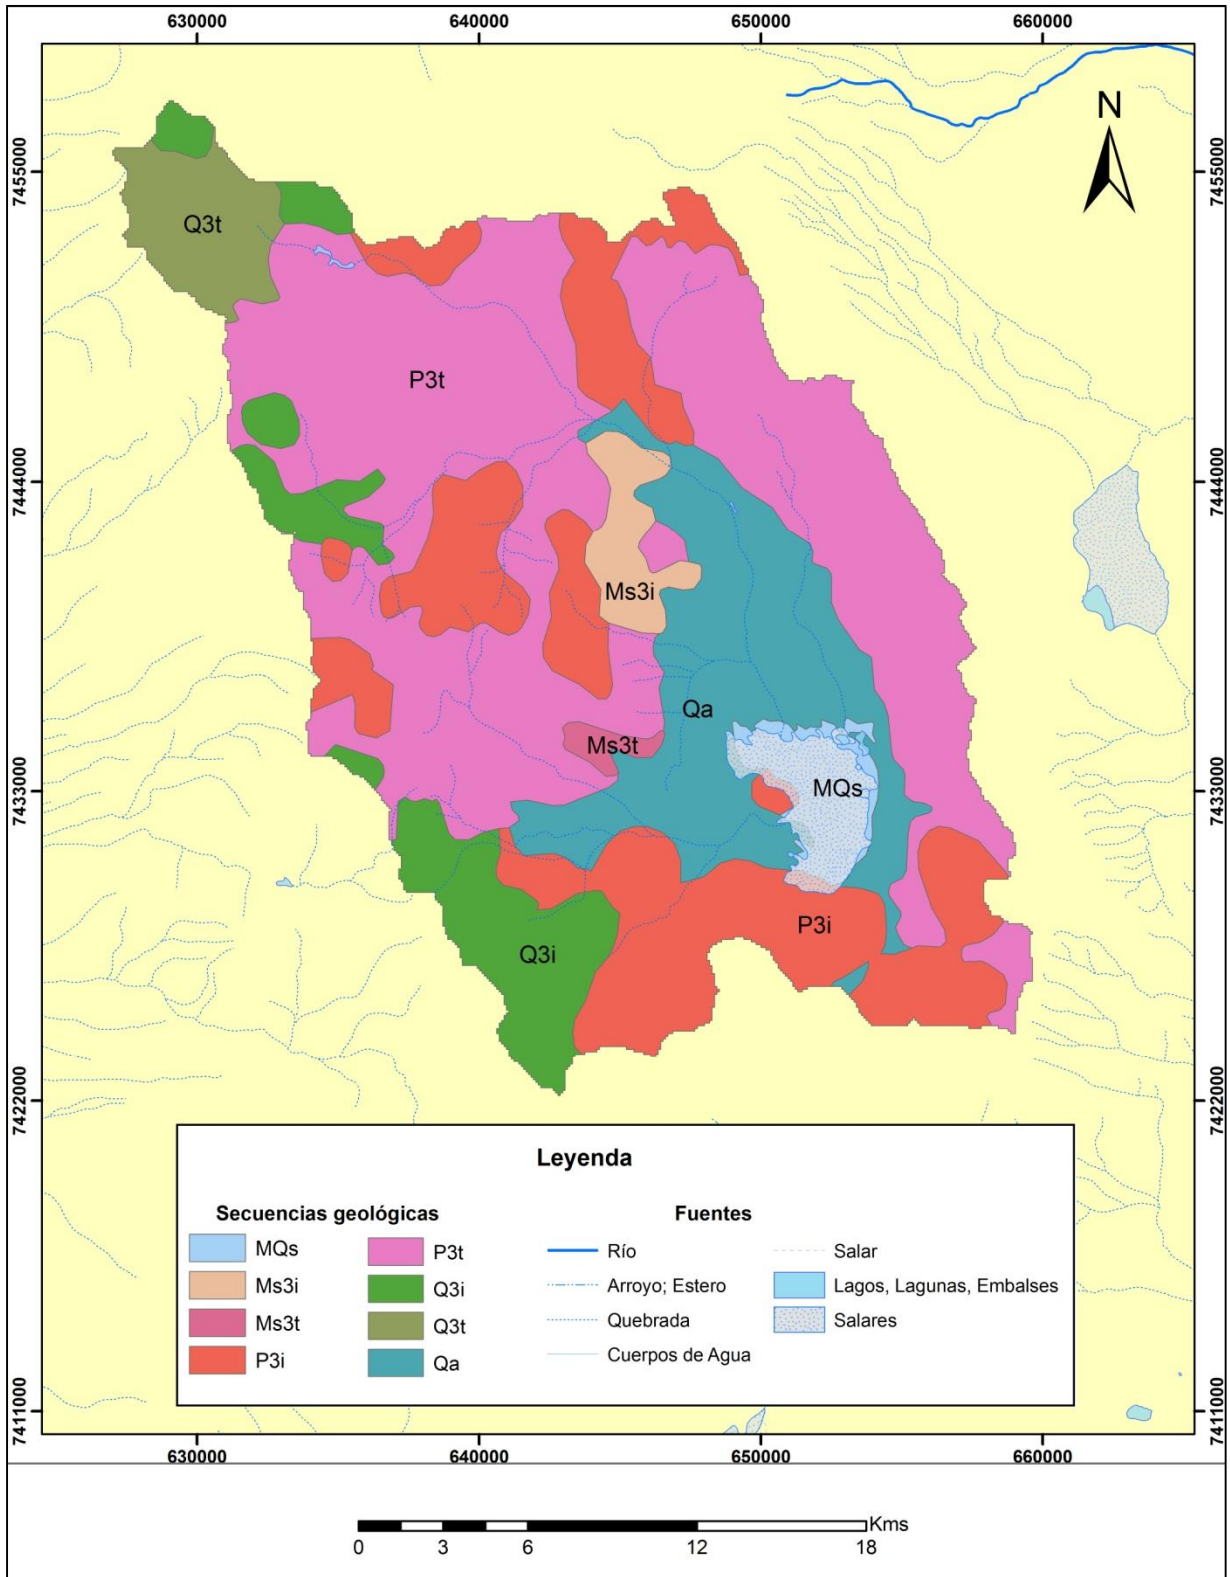 630000 640000 650000 660000
N
7455000 7455000
Q3t
P3t
7444000 7444000
Ms3i
Qa
Ms3t
MQs
7433000 7433000
P3i
Q3i
7422000 7422000
Leyenda
Secuencias geológicas
MQs
Ms3i
Ms3t
P3i
P3t
Q3i
Q3t
Qa
Fuentes
Río
Arroyo; Estero
Quebrada
Cuerpos de Agua
Salar
Lagos, Lagunas, Embalses
Salares
7411000 7411000
630000 640000 650000 660000
Kms
0 3 6 12 18